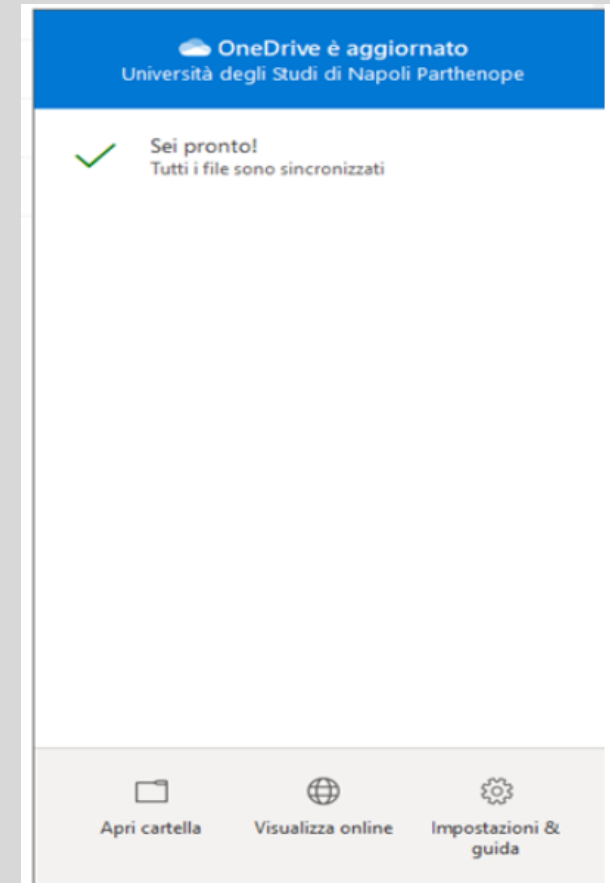 OneDrive è aggiornato
Università degli Studi di Napoli Parthenope
Sei pronto!
Tutti i file sono sincronizzati
Apri cartella
Visualizza online
Impostazioni &
guida